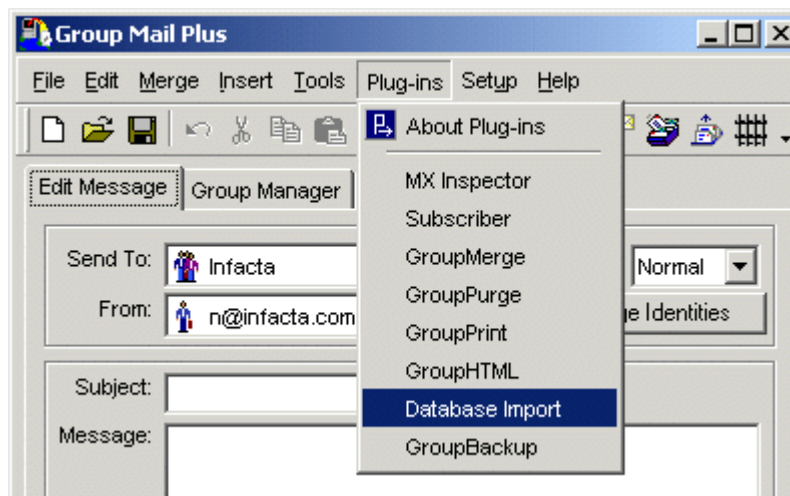 Group Mail Plus
File Edit Merge Insert Tools Plug-ins Setup Help
About Plug-ins
Edit Message Group Manager
MX Inspector
Subscriber
Send To: Infacta GroupMerge Normal
From: n@infacta.com GroupPurge Identities
GroupPrint
GroupHTML
Subject: Database Import
Message: GroupBackup